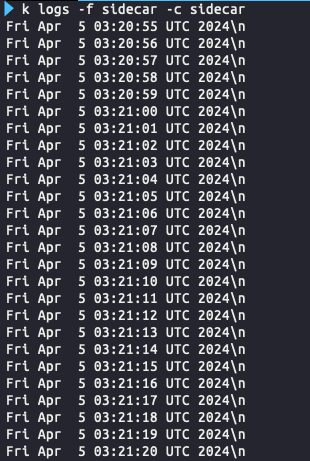 k logs -f sidecar -c sidecar
Fri Apr  5 03:20:55 UTC 2024\n
Fri Apr  5 03:20:56 UTC 2024\n
Fri Apr  5 03:20:57 UTC 2024\n
Fri Apr  5 03:20:58 UTC 2024\n
Fri Apr  5 03:20:59 UTC 2024\n
Fri Apr  5 03:21:00 UTC 2024\n
Fri Apr  5 03:21:01 UTC 2024\n
Fri Apr  5 03:21:02 UTC 2024\n
Fri Apr  5 03:21:03 UTC 2024\n
Fri Apr  5 03:21:04 UTC 2024\n
Fri Apr  5 03:21:05 UTC 2024\n
Fri Apr  5 03:21:06 UTC 2024\n
Fri Apr  5 03:21:07 UTC 2024\n
Fri Apr  5 03:21:08 UTC 2024\n
Fri Apr  5 03:21:09 UTC 2024\n
Fri Apr  5 03:21:10 UTC 2024\n
Fri Apr  5 03:21:11 UTC 2024\n
Fri Apr  5 03:21:12 UTC 2024\n
Fri Apr  5 03:21:13 UTC 2024\n
Fri Apr  5 03:21:14 UTC 2024\n
Fri Apr  5 03:21:15 UTC 2024\n
Fri Apr  5 03:21:16 UTC 2024\n
Fri Apr  5 03:21:17 UTC 2024\n
Fri Apr  5 03:21:18 UTC 2024\n
Fri Apr  5 03:21:19 UTC 2024\n
Fri Apr  5 03:21:20 UTC 2024\n